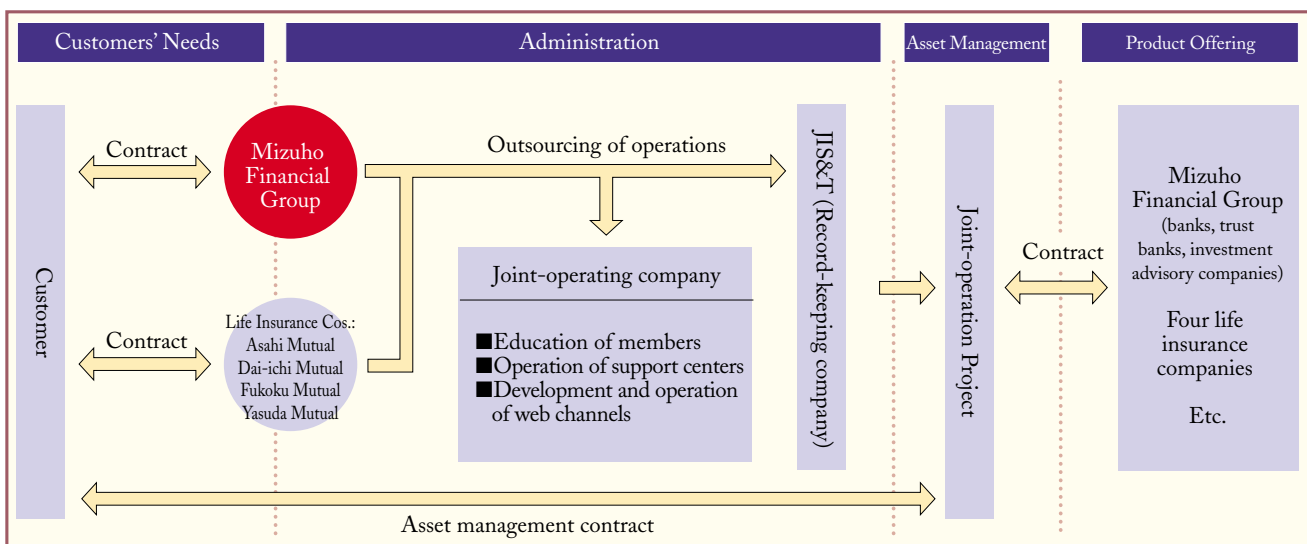 Customers' Needs
Administration
Asset Management
Product Offering
Customer
Contract
Mizuho
Financial
Group
Contract
Life Insurance Cos.:
Asahi Mutual
Dai-ichi Mutual
Fukoku Mutual
Yasuda Mutual
Outsourcing of operations
Joint-operating company
■Education of members
■Operation of support centers
■Development and operation
of web channels
JIS&T (Record-keeping company)
Joint-operation Project
Contract
Mizuho
Financial Group
(banks, trust
banks, investment
advisory companies)
Four life
insurance
companies
Etc.
Asset management contract